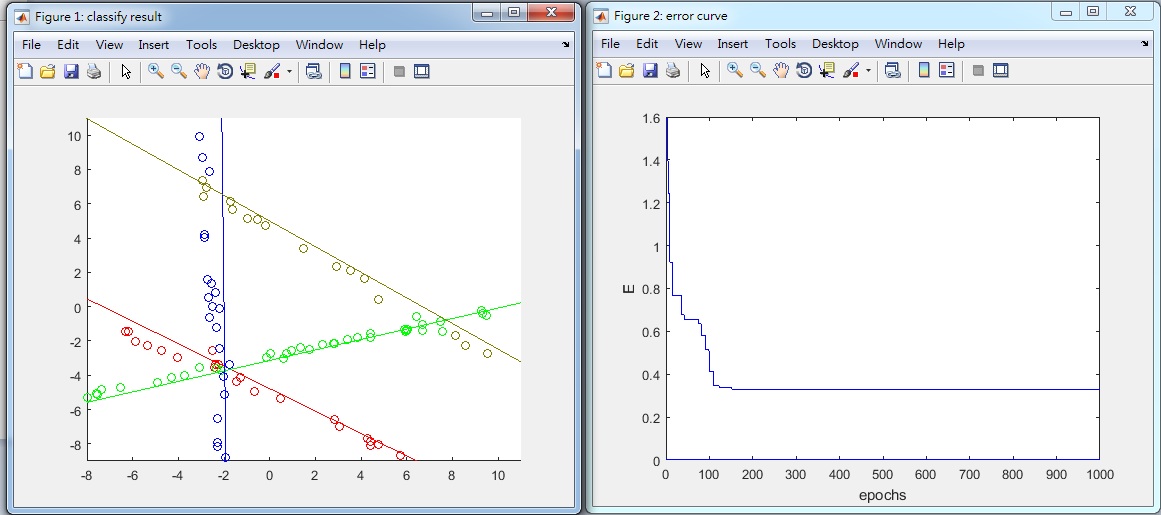 Figure 1: classify result
File Edit View Insert Tools Desktop Window Help
10
8
6
4
2
0
-2
-4
-6
-8
-8 -6 -4 -2 0 2 4 6 8 10
Figure 2: error curve
File Edit View Insert Tools Desktop Window Help
1.6
1.4
1.2
1
0.8
E
0.6
0.4
0.2
0
0 100 200 300 400 500 600 700 800 900 1000
epochs